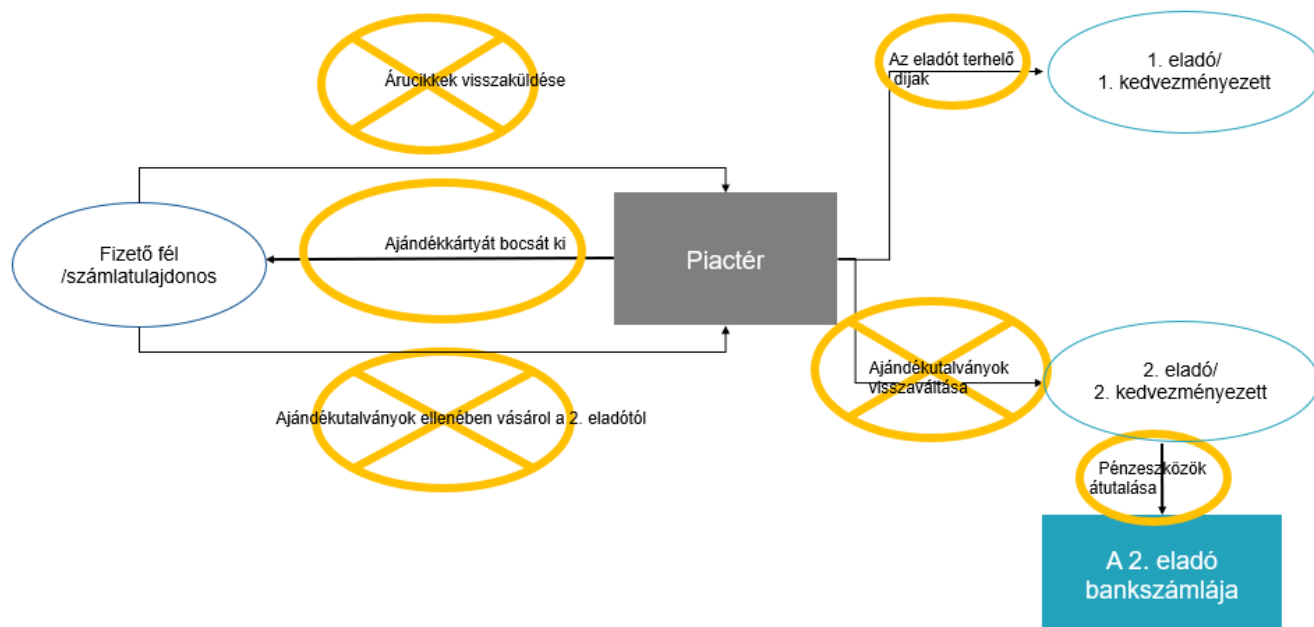 Árucikkek visszaküldése
Az eladót terhelő
díjak
1. eladó/
1. kedvezményezett
Fizető fél
/számlatulajdonos
Ajándékkártyát bocsát ki
Piactér
Ajándékutalványok ellenében vásárol a 2. eladótól
Ajándékutalványok
visszaváltása
2. eladó/
2. kedvezményezett
Pénzeszközök
átutalása
A 2. eladó
bankszámlája